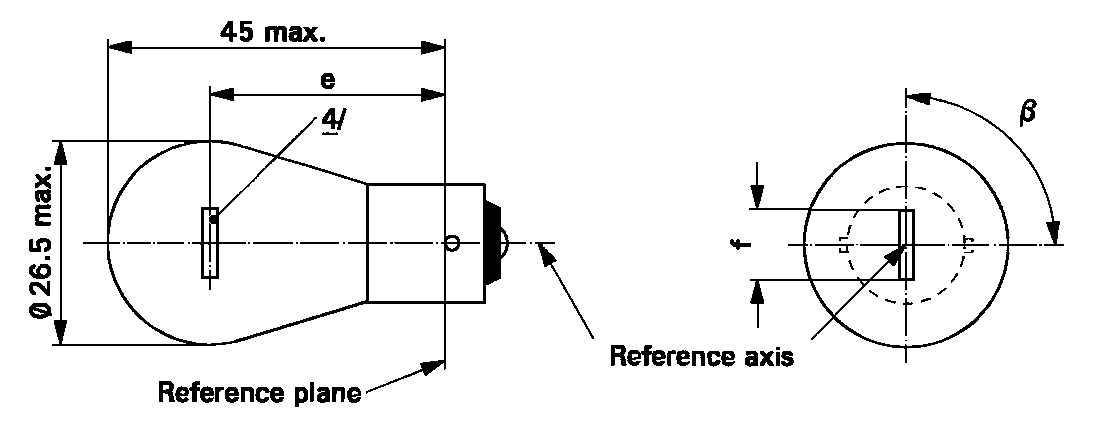 45 max.
e
4/
β
Ø 26.5 max.
f
Reference axis
Reference plane